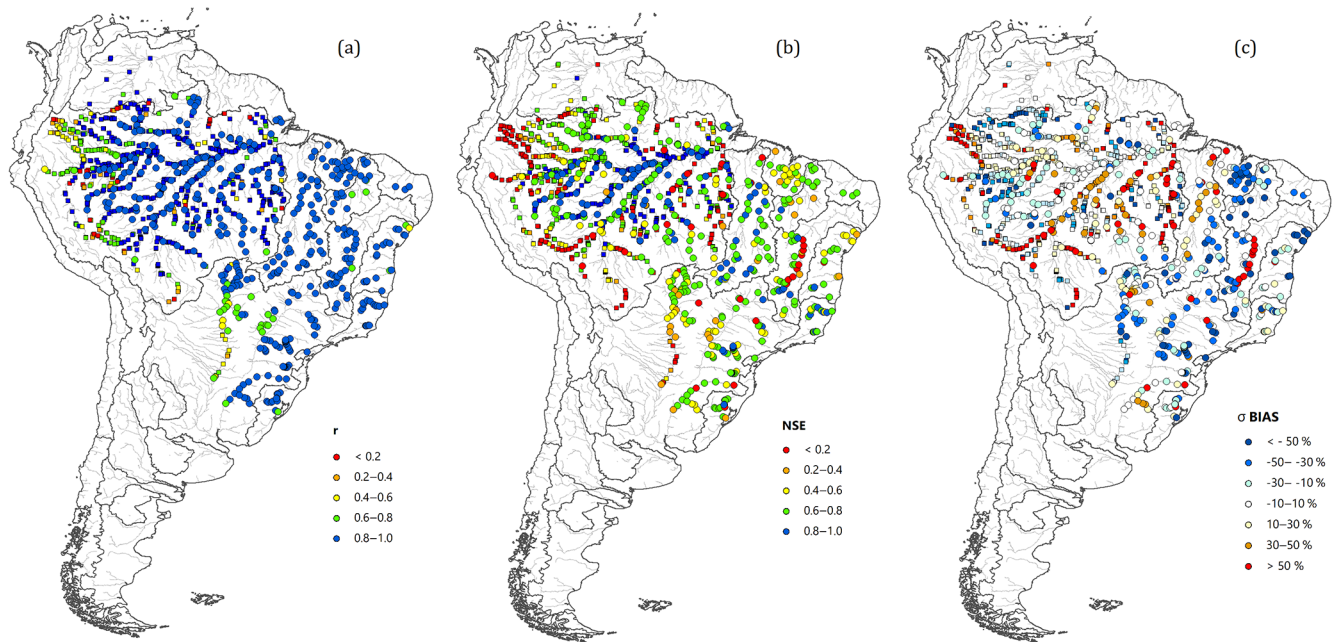 (a)
(b)
(c)
r
< 0.2
0.2–0.4
0.4–0.6
0.6–0.8
0.8–1.0
NSE
< 0.2
0.2–0.4
0.4–0.6
0.6–0.8
0.8–1.0
σ BIAS
< - 50 %
-50– -30 %
-30– -10 %
-10–10 %
10–30 %
30–50 %
> 50 %